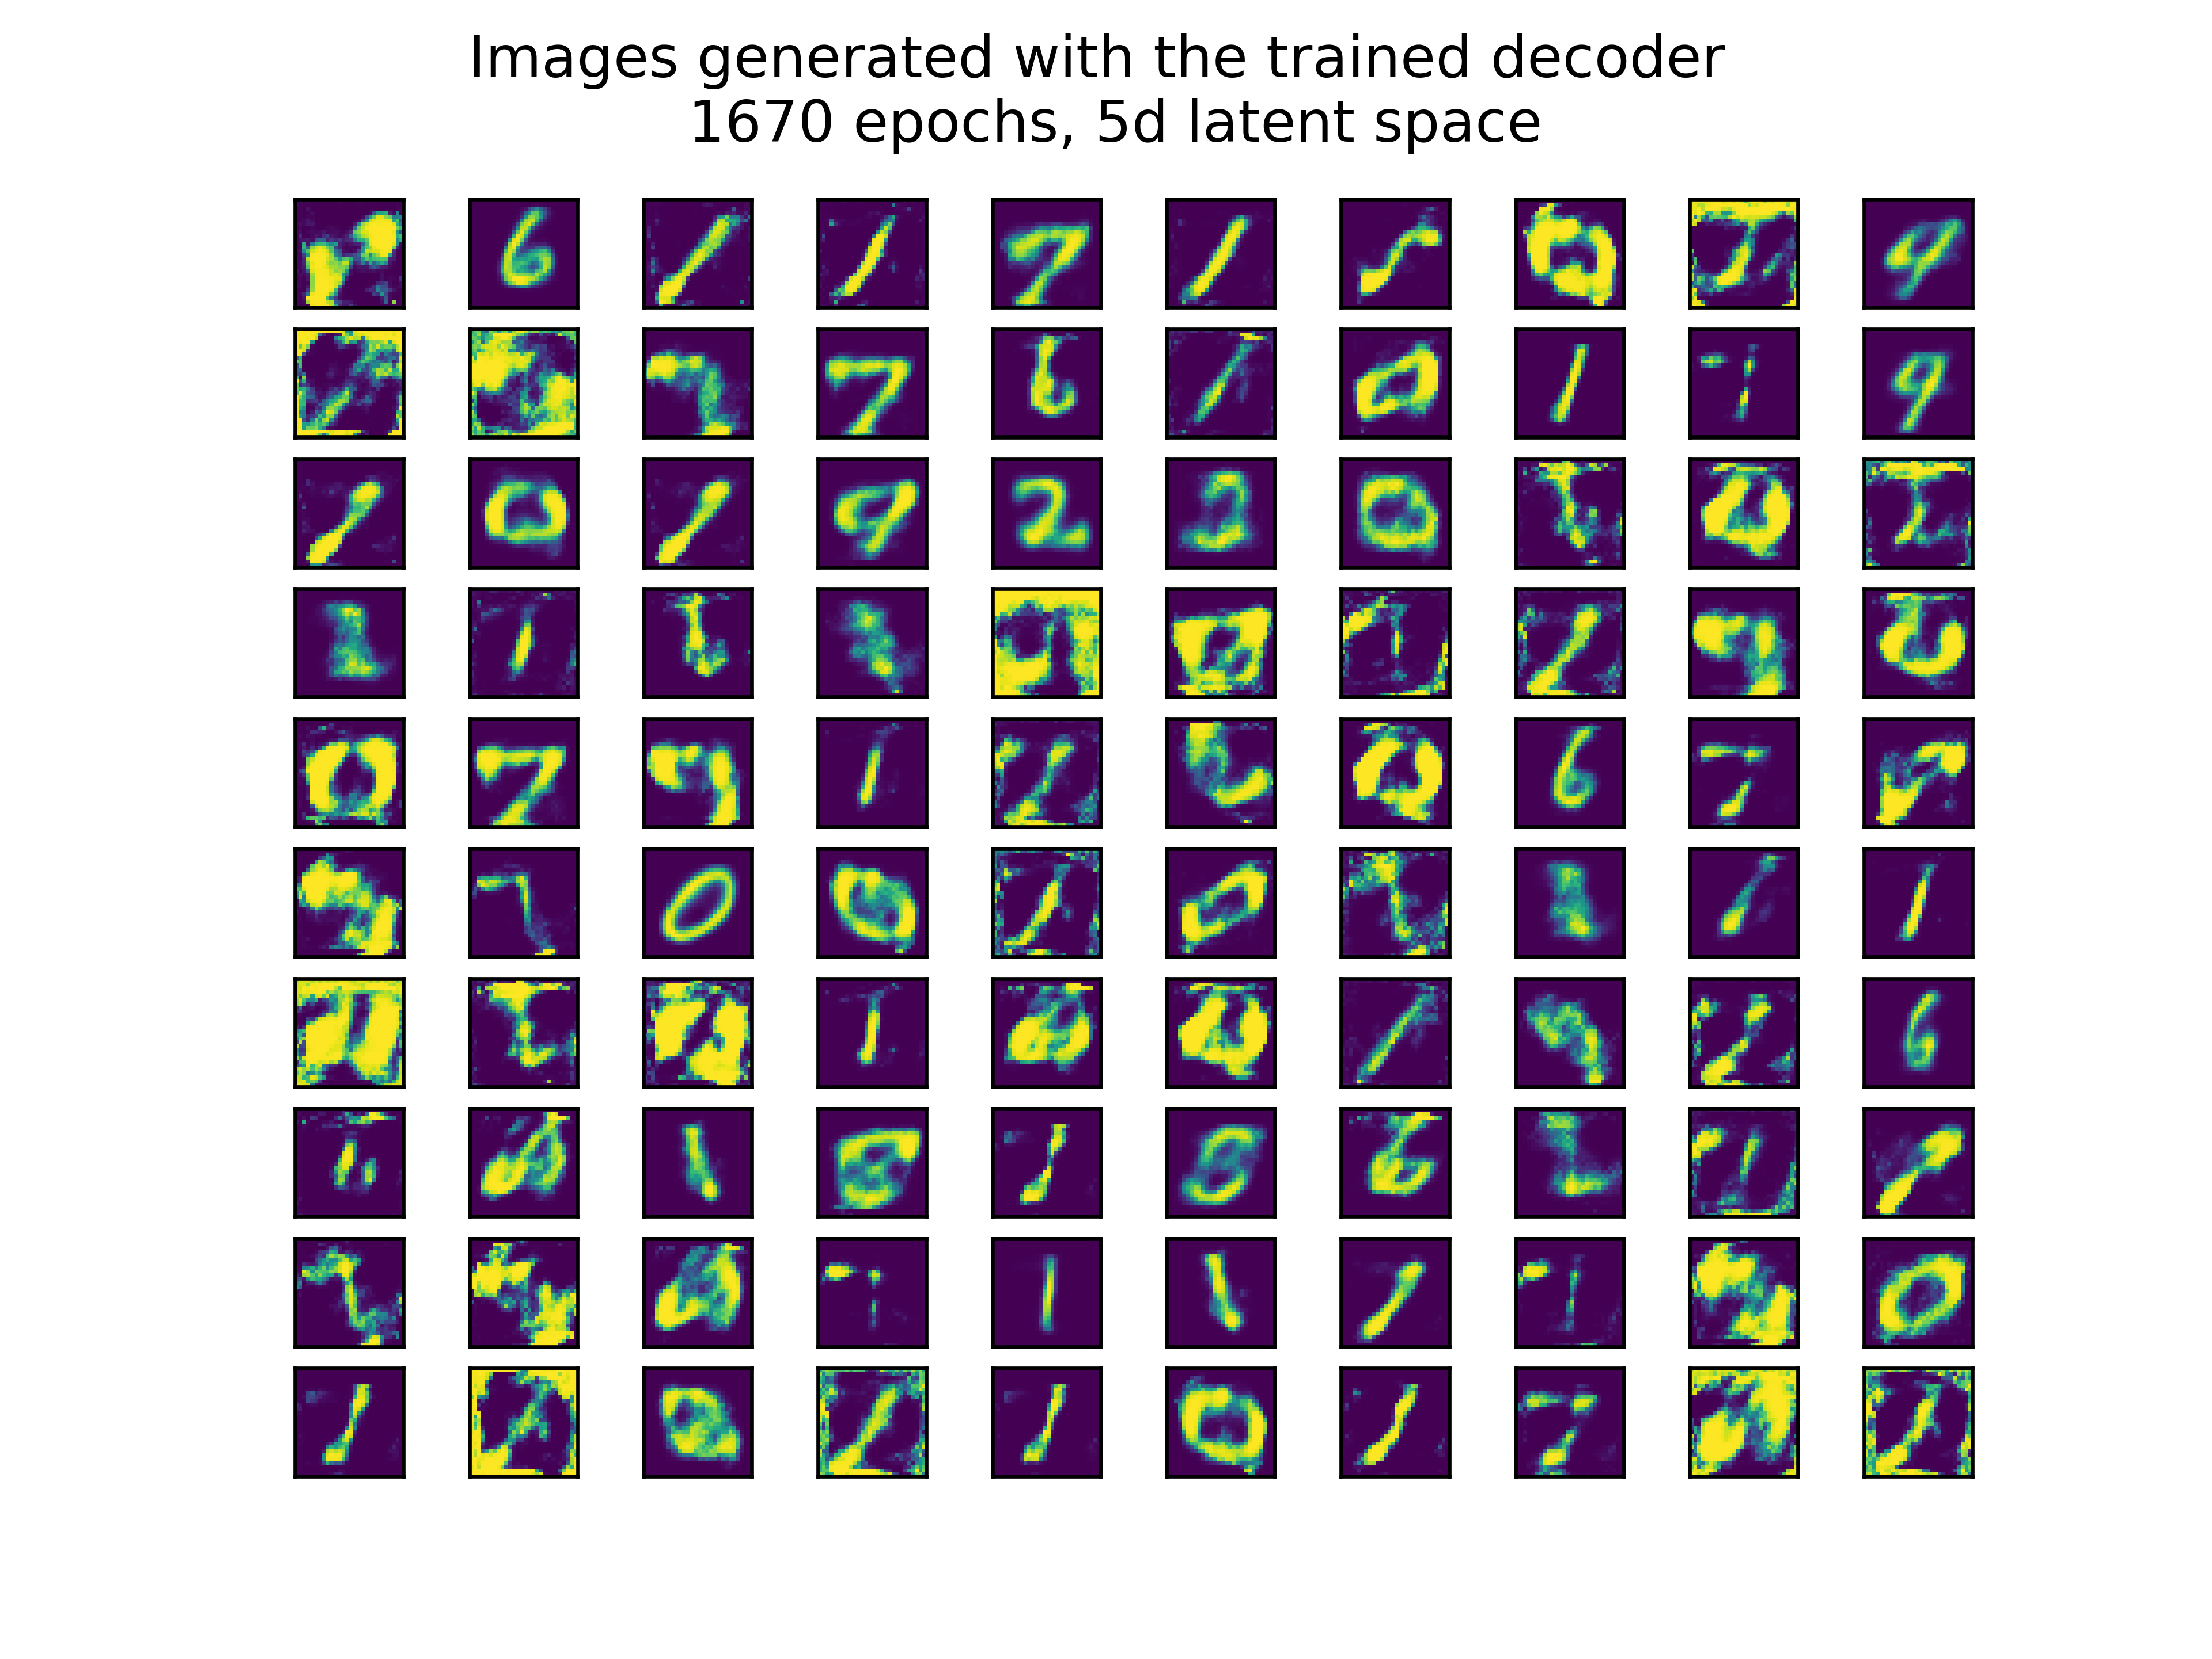 Images generated with the trained decoder
1670 epochs, 5d latent space